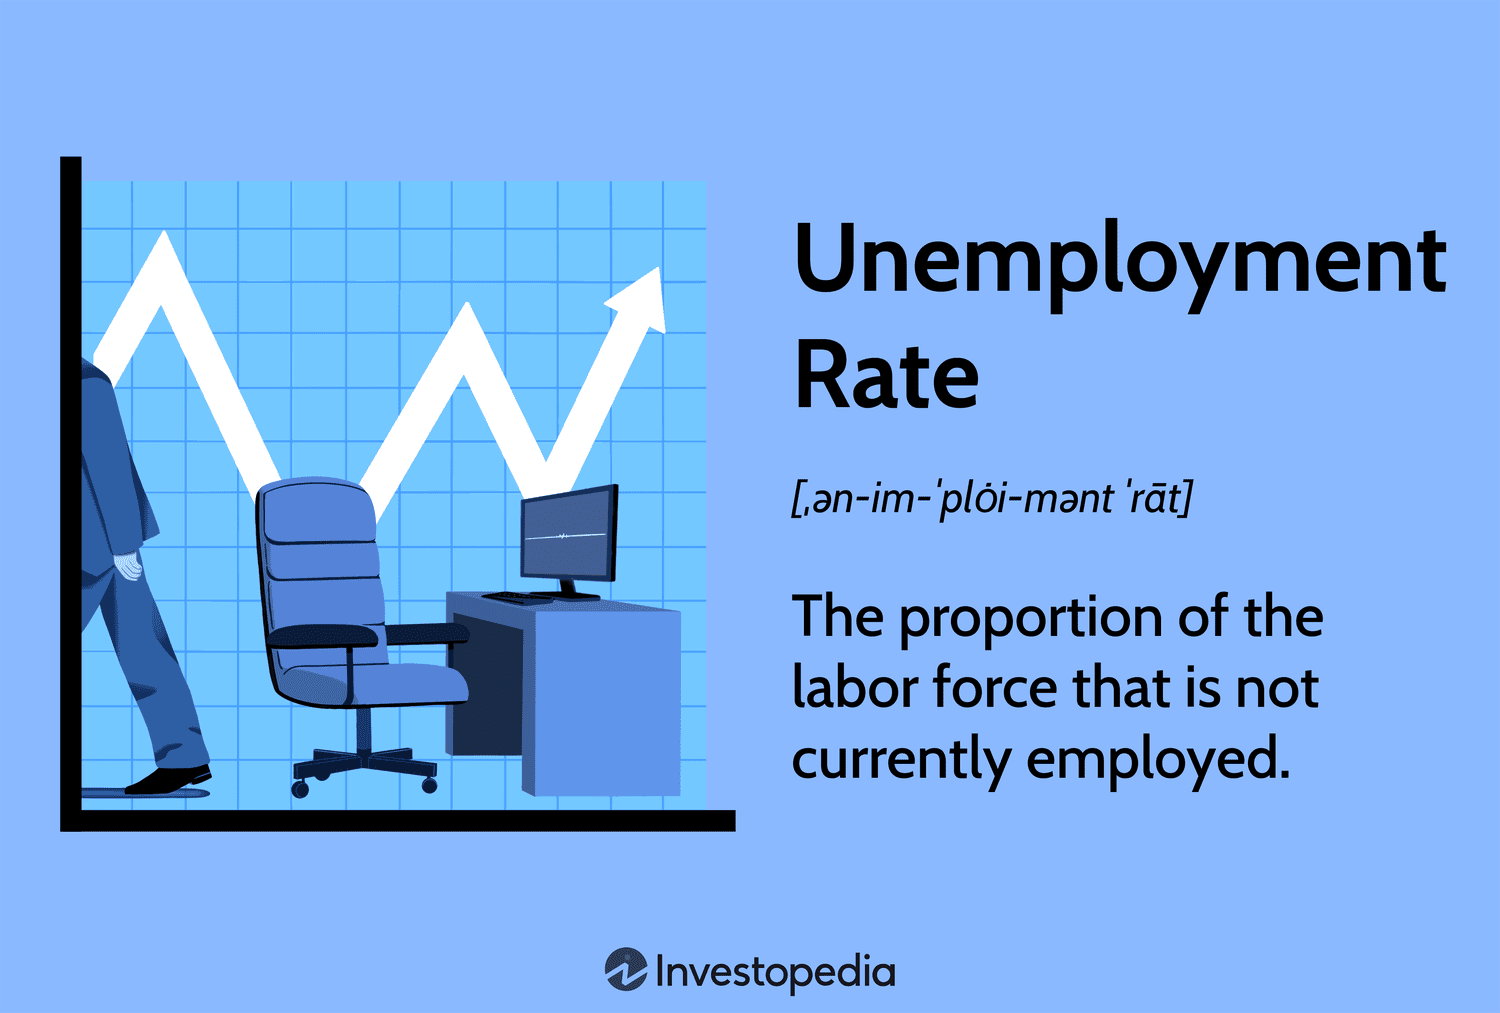 Unemployment
Rate
[ˌən-im-ˈplȯi-mənt ˈrāt]
The proportion of the
labor force that is not
currently employed.
Investopedia